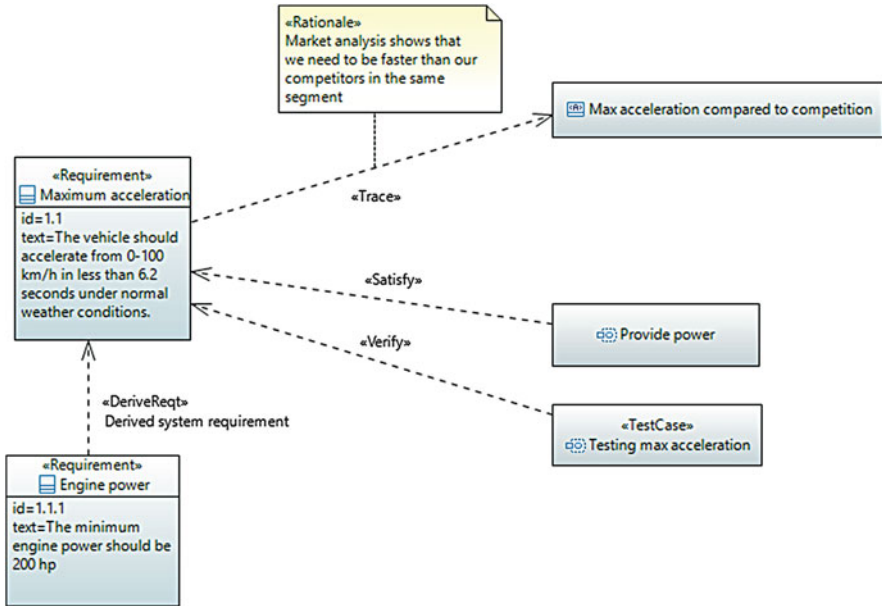 «Rationale»
Market analysis shows that
we need to be faster than our
competitors in the same
segment
Max acceleration compared to competition
«Trace»
«Requirement»
Maximum acceleration
id=1.1
text=The vehicle should
accelerate from 0-100
km/h in less than 6.2
seconds under normal
weather conditions.
«Satisfy»
Provide power
«Verify»
«TestCase»
Testing max acceleration
«DeriveReqt»
Derived system requirement
«Requirement»
Engine power
id=1.1.1
text=The minimum
engine power should be
200 hp